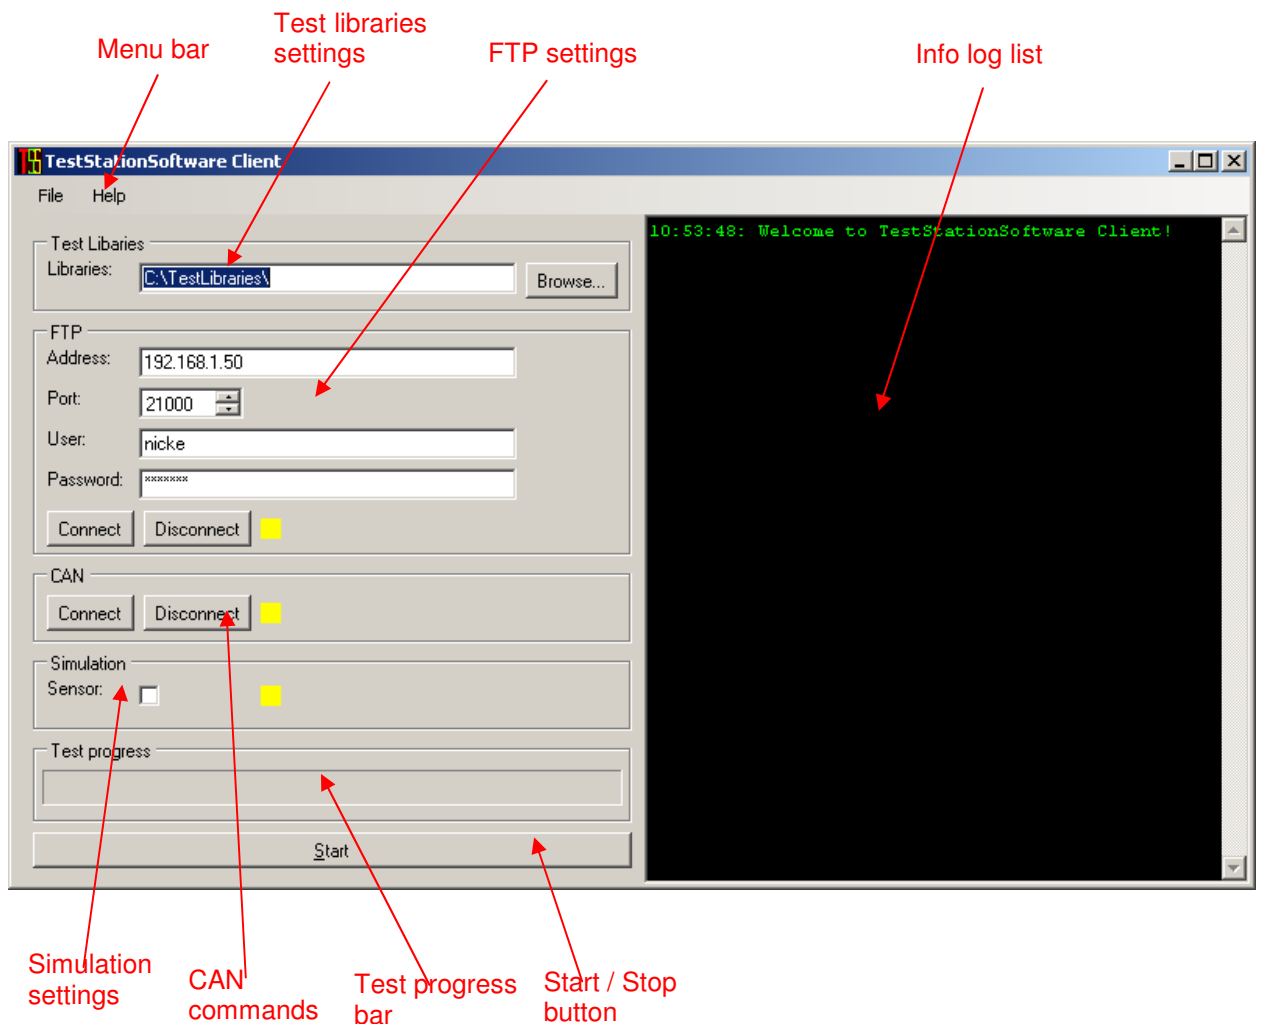 Test libraries
settings
Menu bar
FTP settings
Info log list
TestStationSoftware Client
File Help
10:53:48: Welcome to TestStationSoftware Client!
Test Libaries
Libraries: C:\TestLibraries\ Browse...
FTP
Address: 192.168.1.50
Port: 21000
User: nicke
Password: *******
Connect Disconnect
CAN
Connect Disconnect
Simulation
Sensor:
Test progress
Start
Simulation
settings
CAN
commands
Test progress
bar
Start / Stop
button